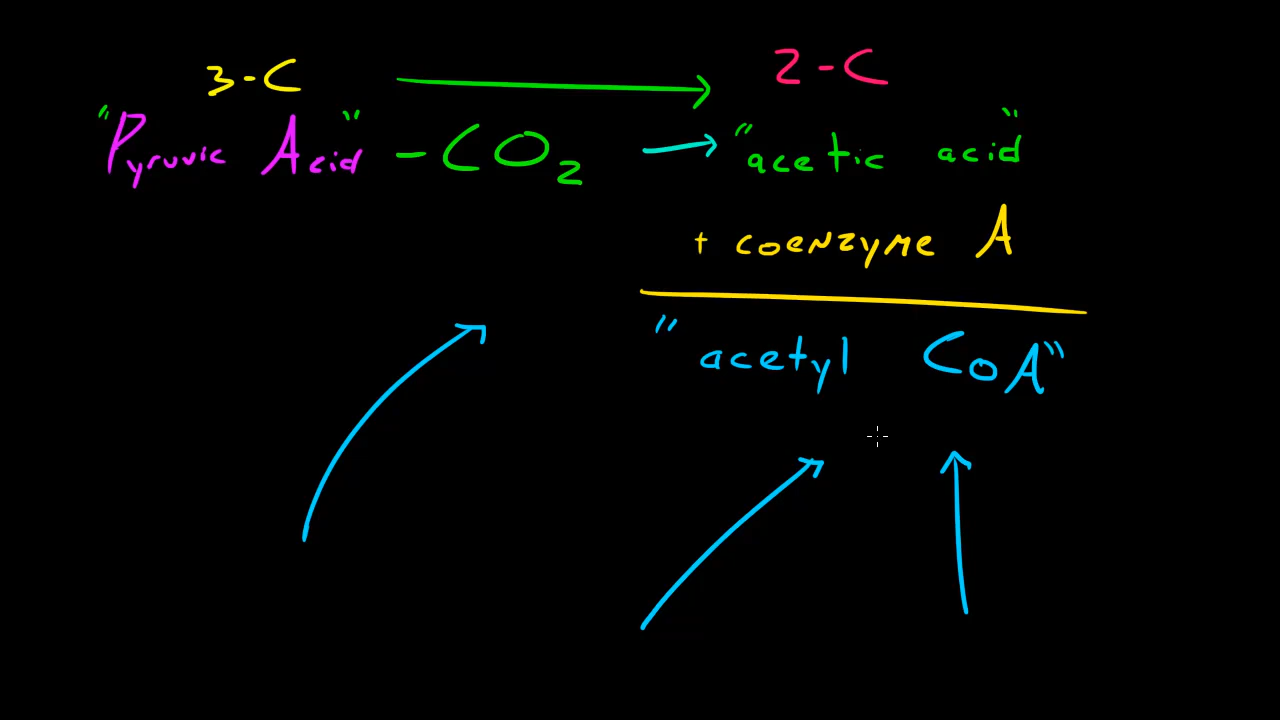 3-C → 2-C
"Pyruvic Acid" - CO₂ → "acetic acid"
+ coenzyme A
"acetyl CoA"